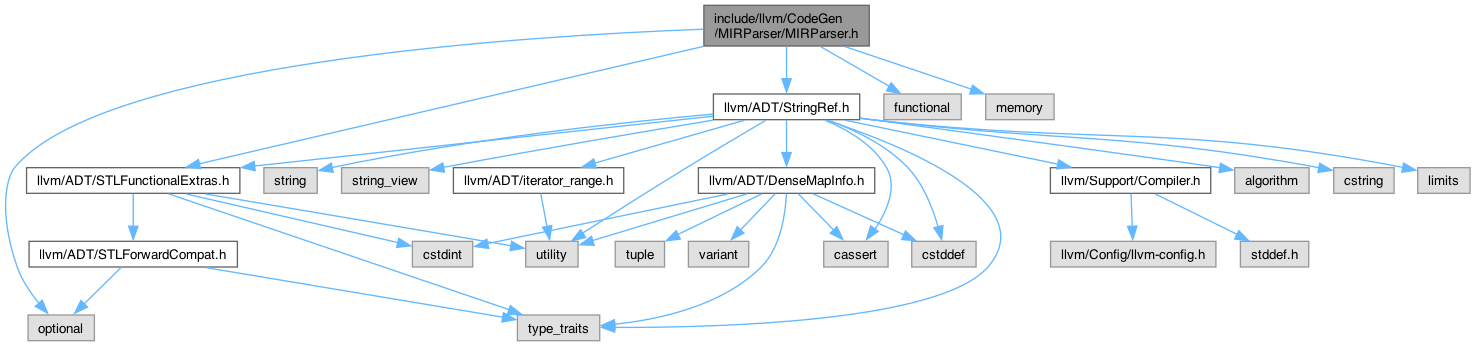 include/llvm/CodeGen
/MIRParser/MIRParser.h
llvm/ADT/StringRef.h
functional
memory
llvm/ADT/STLFunctionalExtras.h
string
string_view
llvm/ADT/iterator_range.h
llvm/ADT/DenseMapInfo.h
llvm/Support/Compiler.h
algorithm
cstring
limits
llvm/ADT/STLForwardCompat.h
cstdint
utility
tuple
variant
cassert
cstddef
llvm/Config/llvm-config.h
stddef.h
optional
type_traits